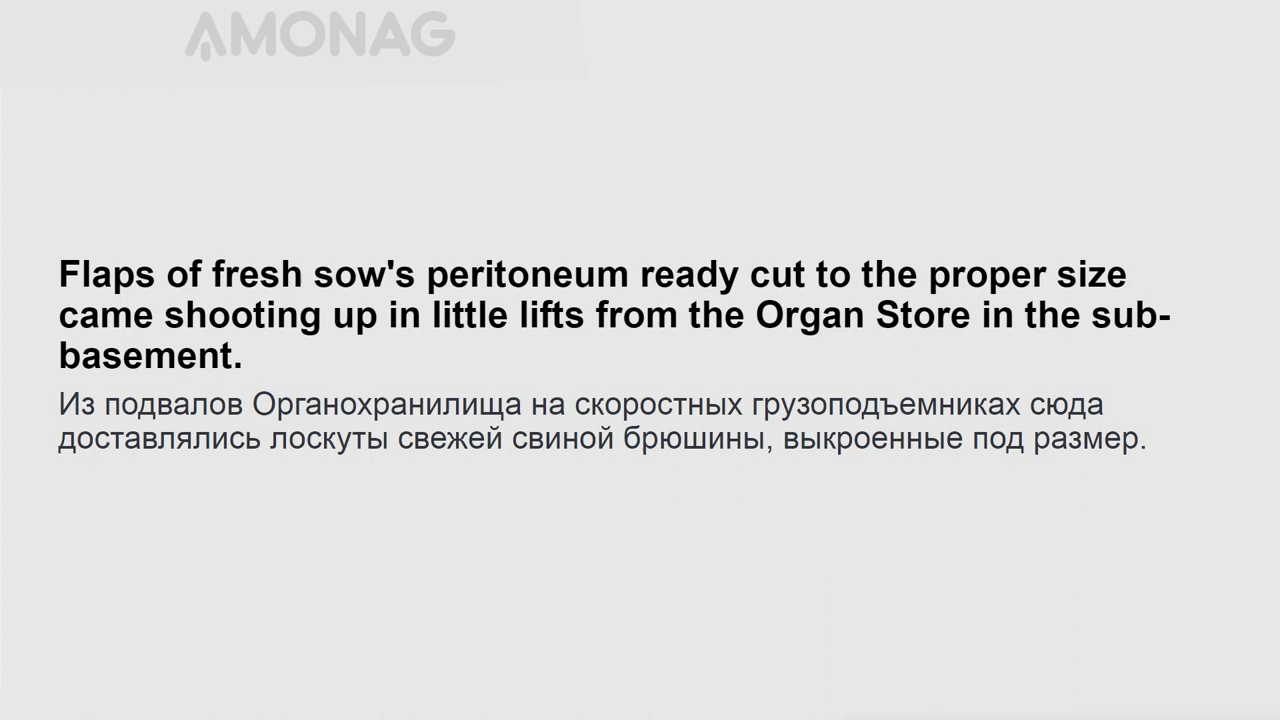 AMONAG
Flaps of fresh sow's peritoneum ready cut to the proper size
came shooting up in little lifts from the Organ Store in the sub-
basement.
Из подвалов Органохранилища на скоростных грузоподъемниках сюда
доставлялись лоскуты свежей свиной брюшины, выкроенные под размер.